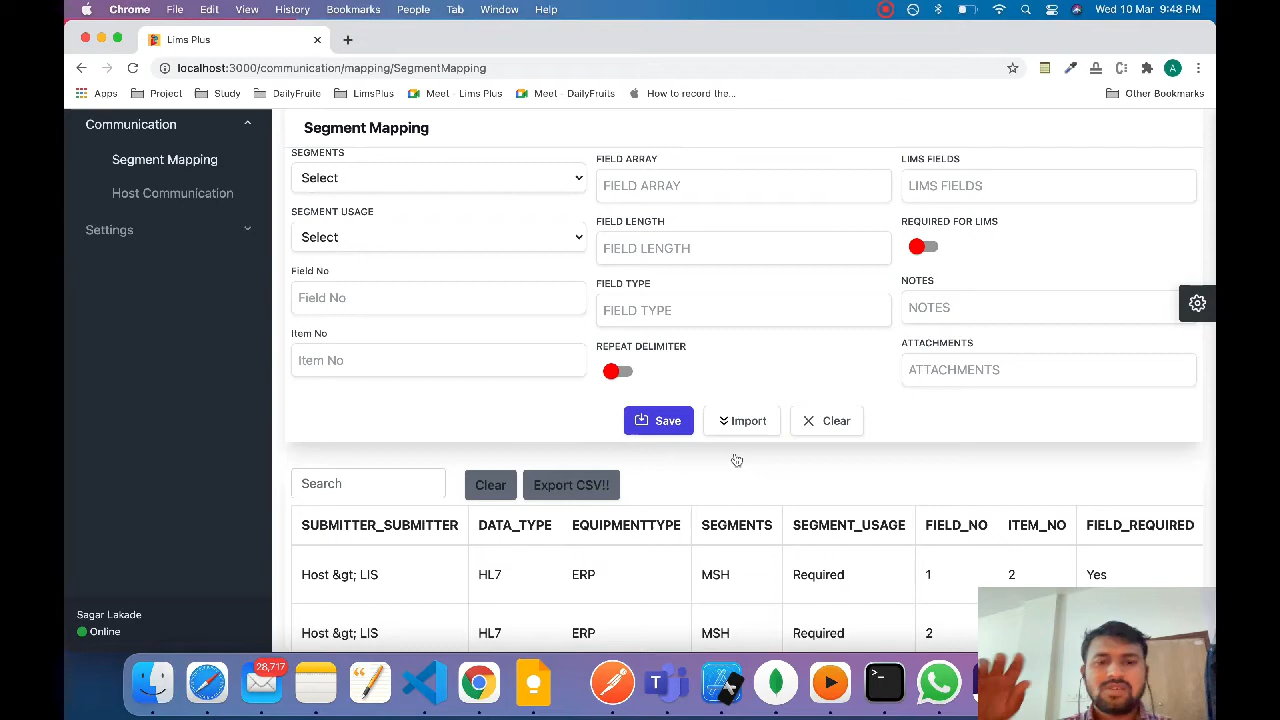 Chrome File Edit View History Bookmarks People Tab Window Help Wed 10 Mar 9:48 PM
Lims Plus
localhost:3000/communication/mapping/SegmentMapping
A
Apps Project Study DailyFruite LimsPlus Meet - Lims Plus Meet - DailyFruits How to record the... Other Bookmarks
Communication
Segment Mapping
Host Communication
Settings
Sagar Lakade
Online
Segment Mapping
SEGMENTS
Select
SEGMENT USAGE
Select
Field No
Field No
Item No
Item No
FIELD ARRAY
FIELD ARRAY
FIELD LENGTH
FIELD LENGTH
FIELD TYPE
FIELD TYPE
REPEAT DELIMITER
LIMS FIELDS
LIMS FIELDS
REQUIRED FOR LIMS
NOTES
NOTES
ATTACHMENTS
ATTACHMENTS
Save Import Clear
Search Clear Export CSV!!
SUBMITTER_SUBMITTER DATA_TYPE EQUIPMENTTYPE SEGMENTS SEGMENT_USAGE FIELD_NO ITEM_NO FIELD_REQUIRED
Host &gt; LIS HL7 ERP MSH Required 1 2 Yes
Host &gt; LIS HL7 ERP MSH Required 2
28,717